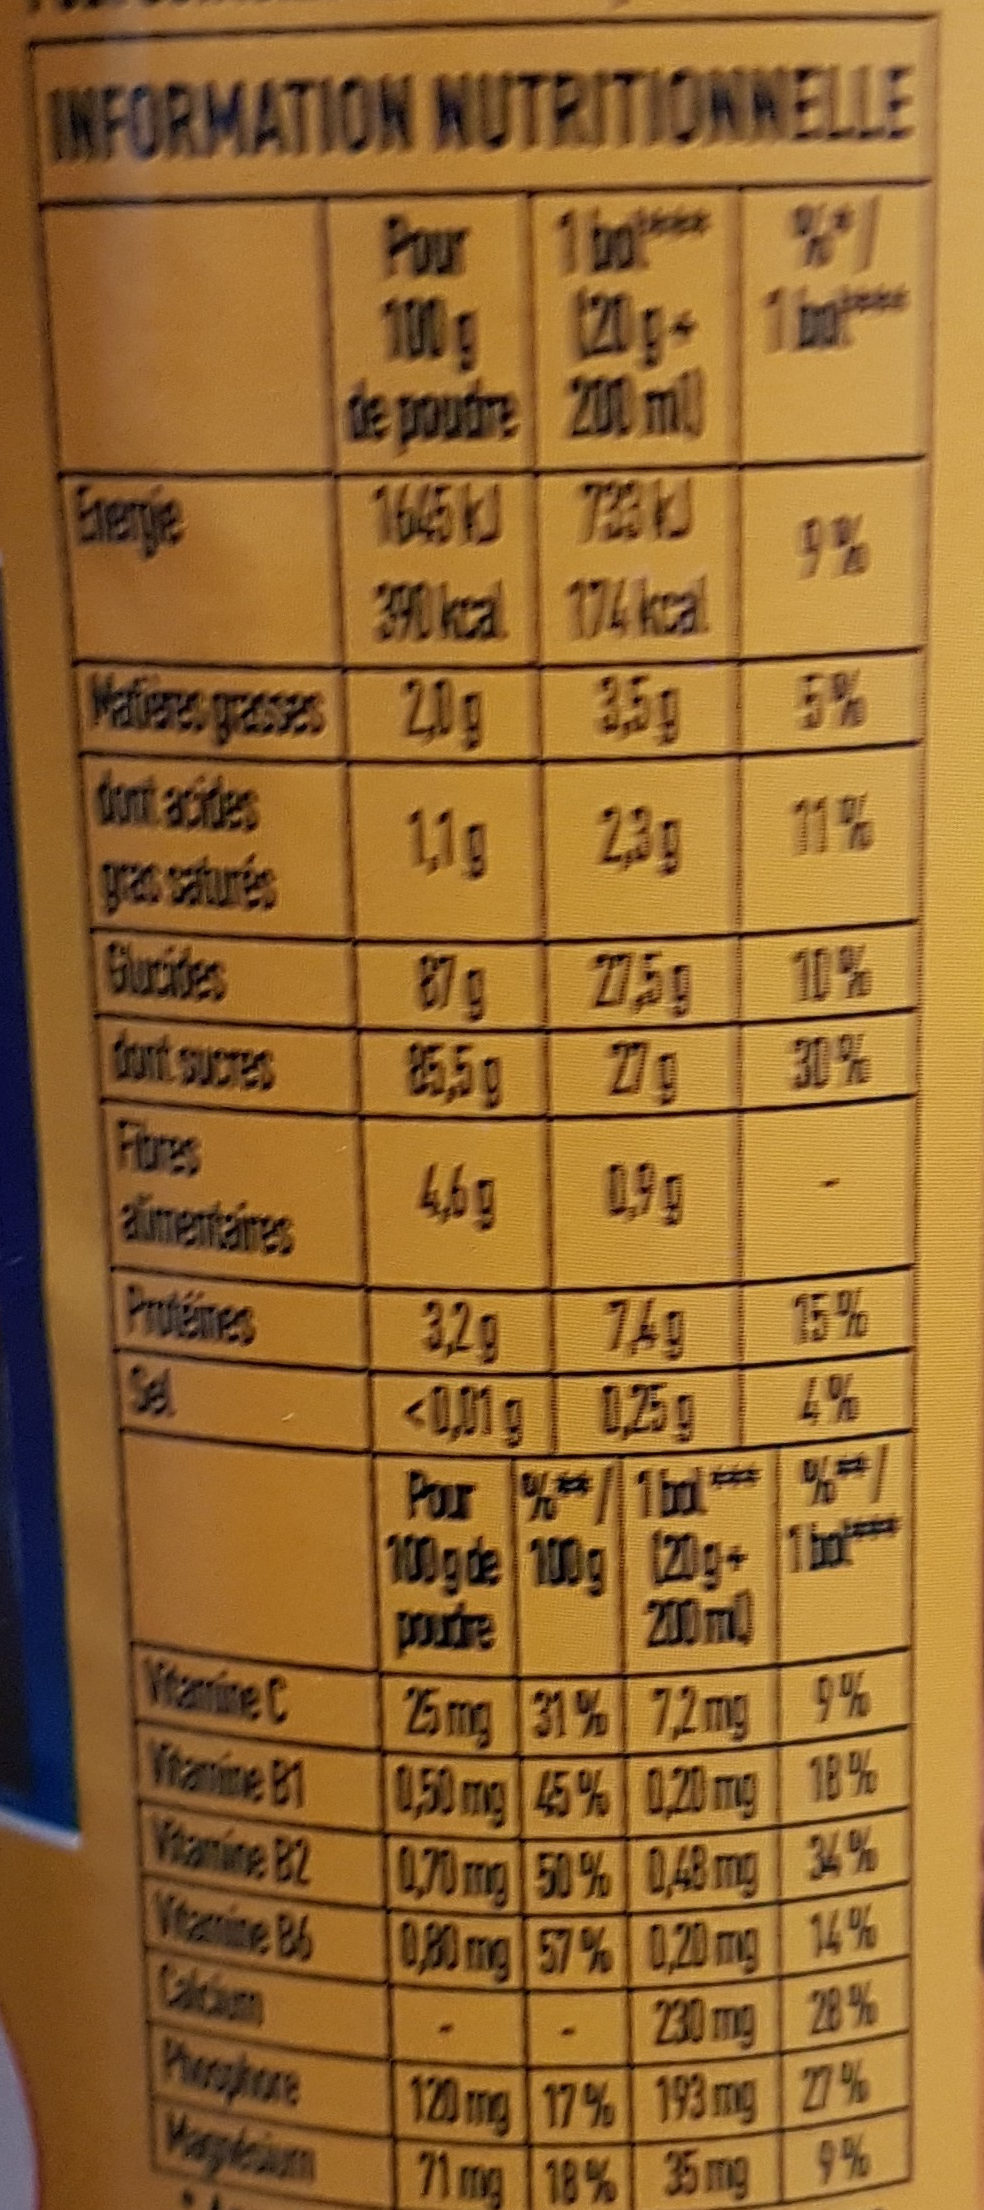 INFORMATION NUTRITIONNELLE
Pour 100 g de poudre | 1 bol**** (20 g + 200 ml) | %*/ 1 bol****
Energie | 1645 kJ 390 kcal | 733 kJ 174 kcal | 9 %
Matières grasses | 2,0 g | 3,5 g | 5 %
dont acides gras saturés | 1,1 g | 2,3 g | 11 %
Glucides | 87 g | 27,5 g | 10 %
dont sucres | 85,5 g | 27 g | 30 %
Fibres alimentaires | 4,6 g | 0,9 g | -
Protéines | 3,2 g | 7,4 g | 15 %
Sel | <0,01 g | 0,25 g | 4 %
Pour 100 g de poudre | %**/ 100 g | 1 bol*** (20 g + 200 ml) | %**/ 1 bol****
Vitamine C | 25 mg | 31 % | 7,2 mg | 9 %
Vitamine B1 | 0,50 mg | 45 % | 0,20 mg | 18 %
Vitamine B2 | 0,70 mg | 50 % | 0,48 mg | 34 %
Vitamine B6 | 0,80 mg | 57 % | 0,20 mg | 14 %
Calcium | - | - | 230 mg | 28 %
Phosphore | 120 mg | 17 % | 193 mg | 27 %
Magnésium | 71 mg | 18 % | 35 mg | 9 %